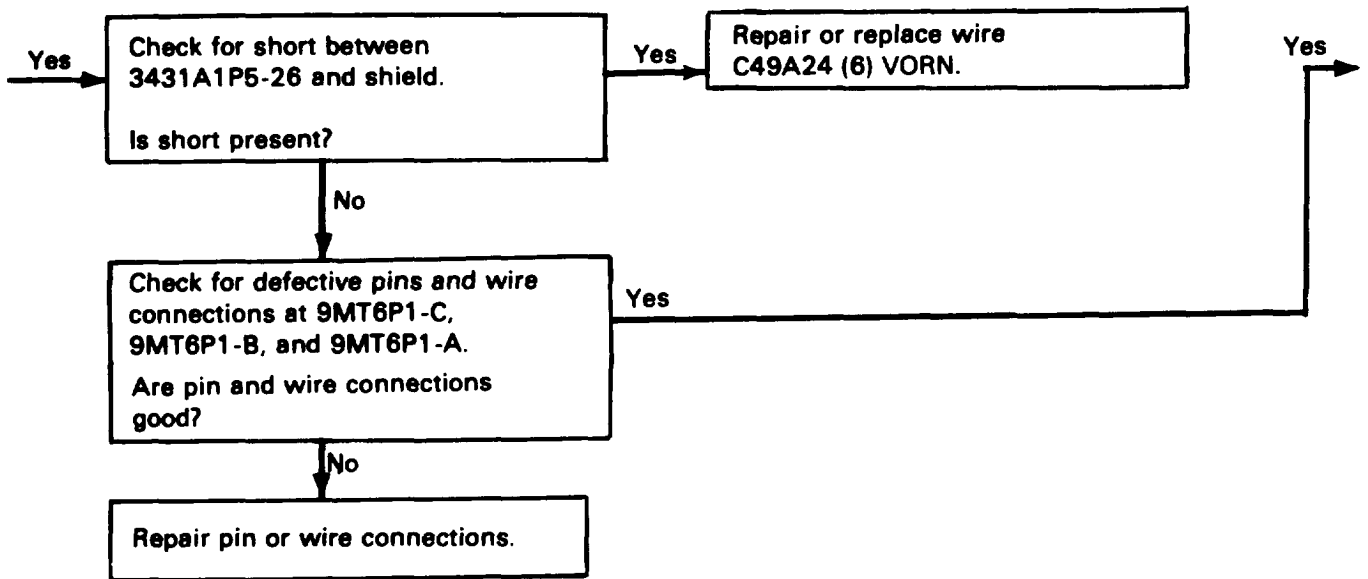 Yes
Check for short between
3431A1P5-26 and shield.
Is short present?
Yes
Repair or replace wire
C49A24 (6) VORN.
Yes
No
Check for defective pins and wire
connections at 9MT6P1-C,
9MT6P1-B, and 9MT6P1-A.
Are pin and wire connections
good?
Yes
No
Repair pin or wire connections.